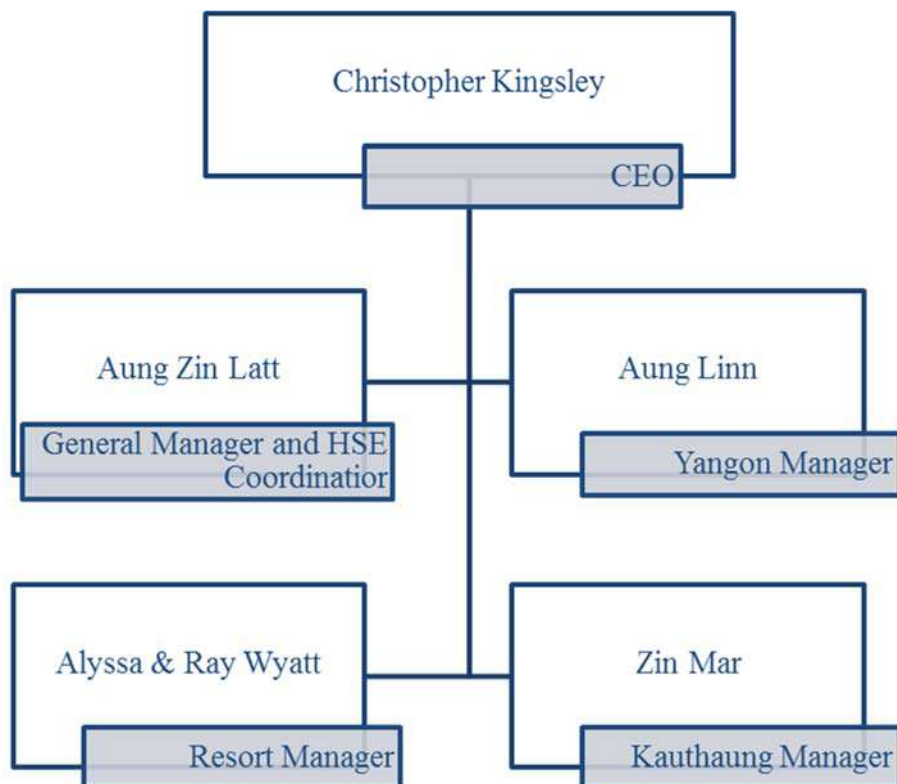 Christopher Kingsley
CEO
Aung Zin Latt
General Manager and HSE
Coordinatior
Aung Linn
Yangon Manager
Alyssa & Ray Wyatt
Resort Manager
Zin Mar
Kauthaung Manager